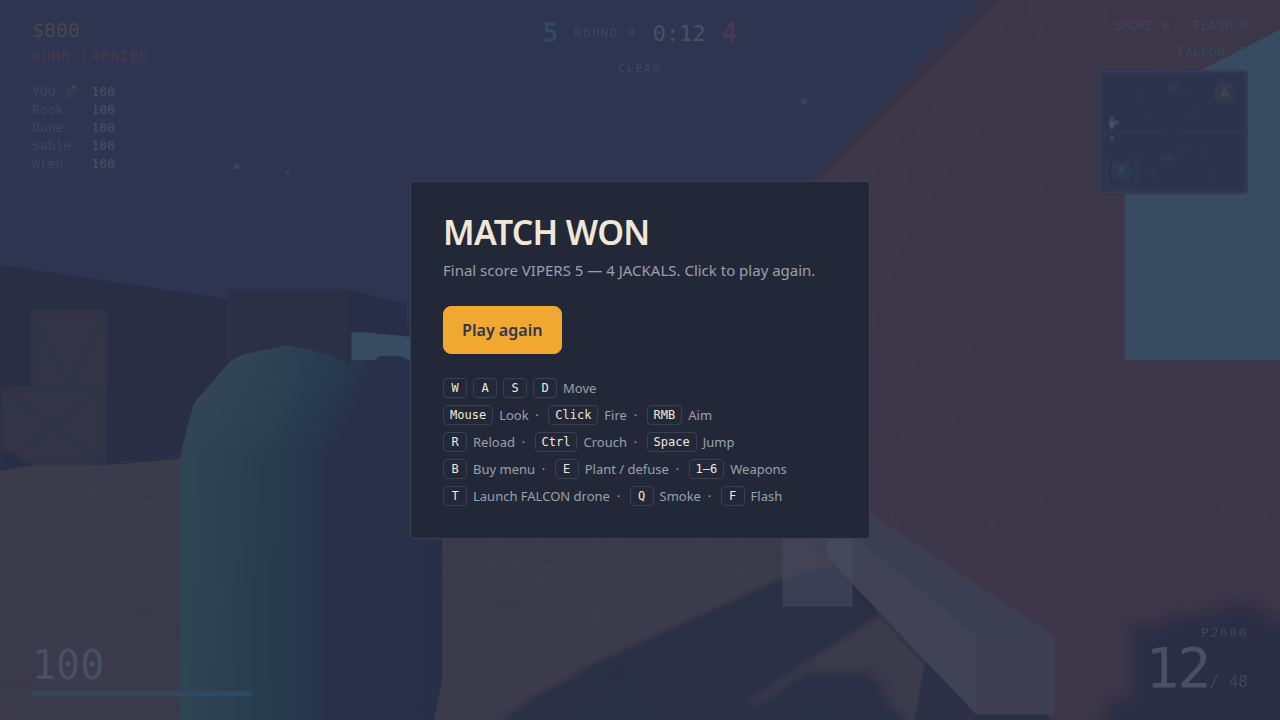 $800
BOMB CARRIED
YOU 💣 100
Rook 100
Dune 100
Sable 100
Wren 100
5 ROUND 9 0:12 4
CLEAR
SMOKE 0 · FLASH 0
FALCON
A
MATCH WON
Final score VIPERS 5 — 4 JACKALS. Click to play again.
Play again
W A S D Move
Mouse Look · Click Fire · RMB Aim
R Reload · Ctrl Crouch · Space Jump
B Buy menu · E Plant / defuse · 1–6 Weapons
T Launch FALCON drone · Q Smoke · F Flash
100
P2000
12 / 48